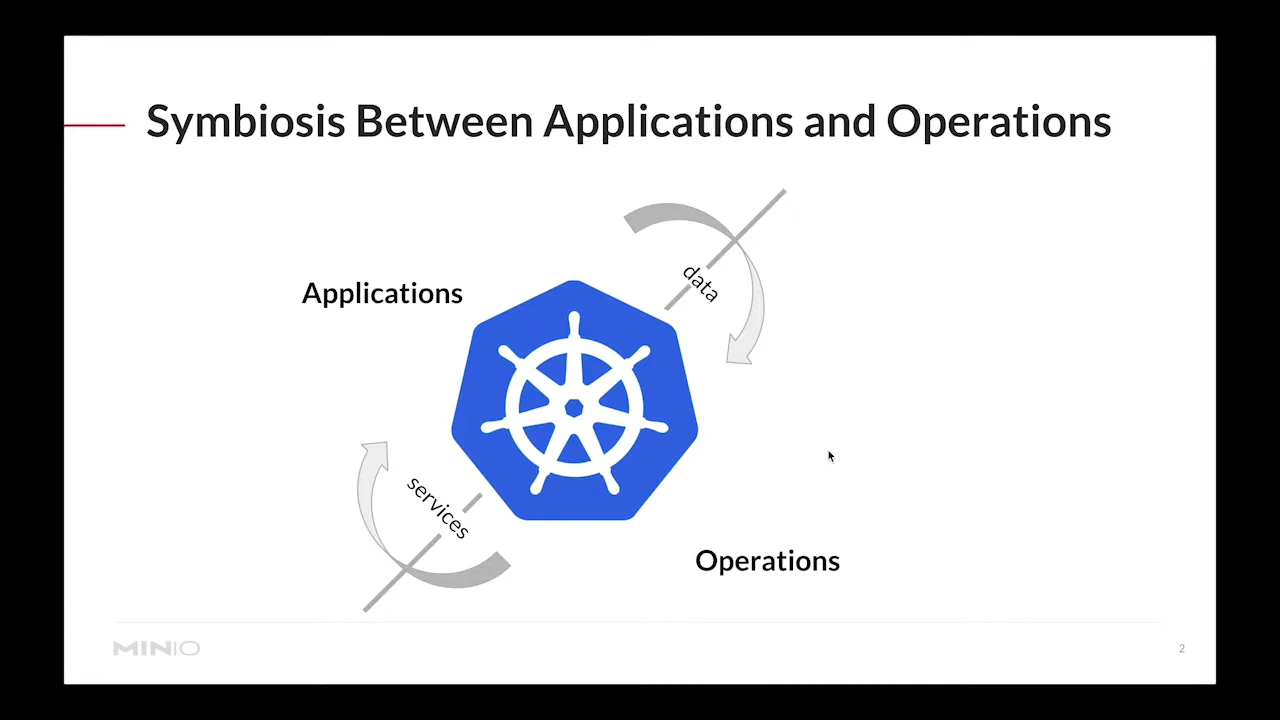 Symbiosis Between Applications and Operations
data
Applications
services
Operations
MINIO
2